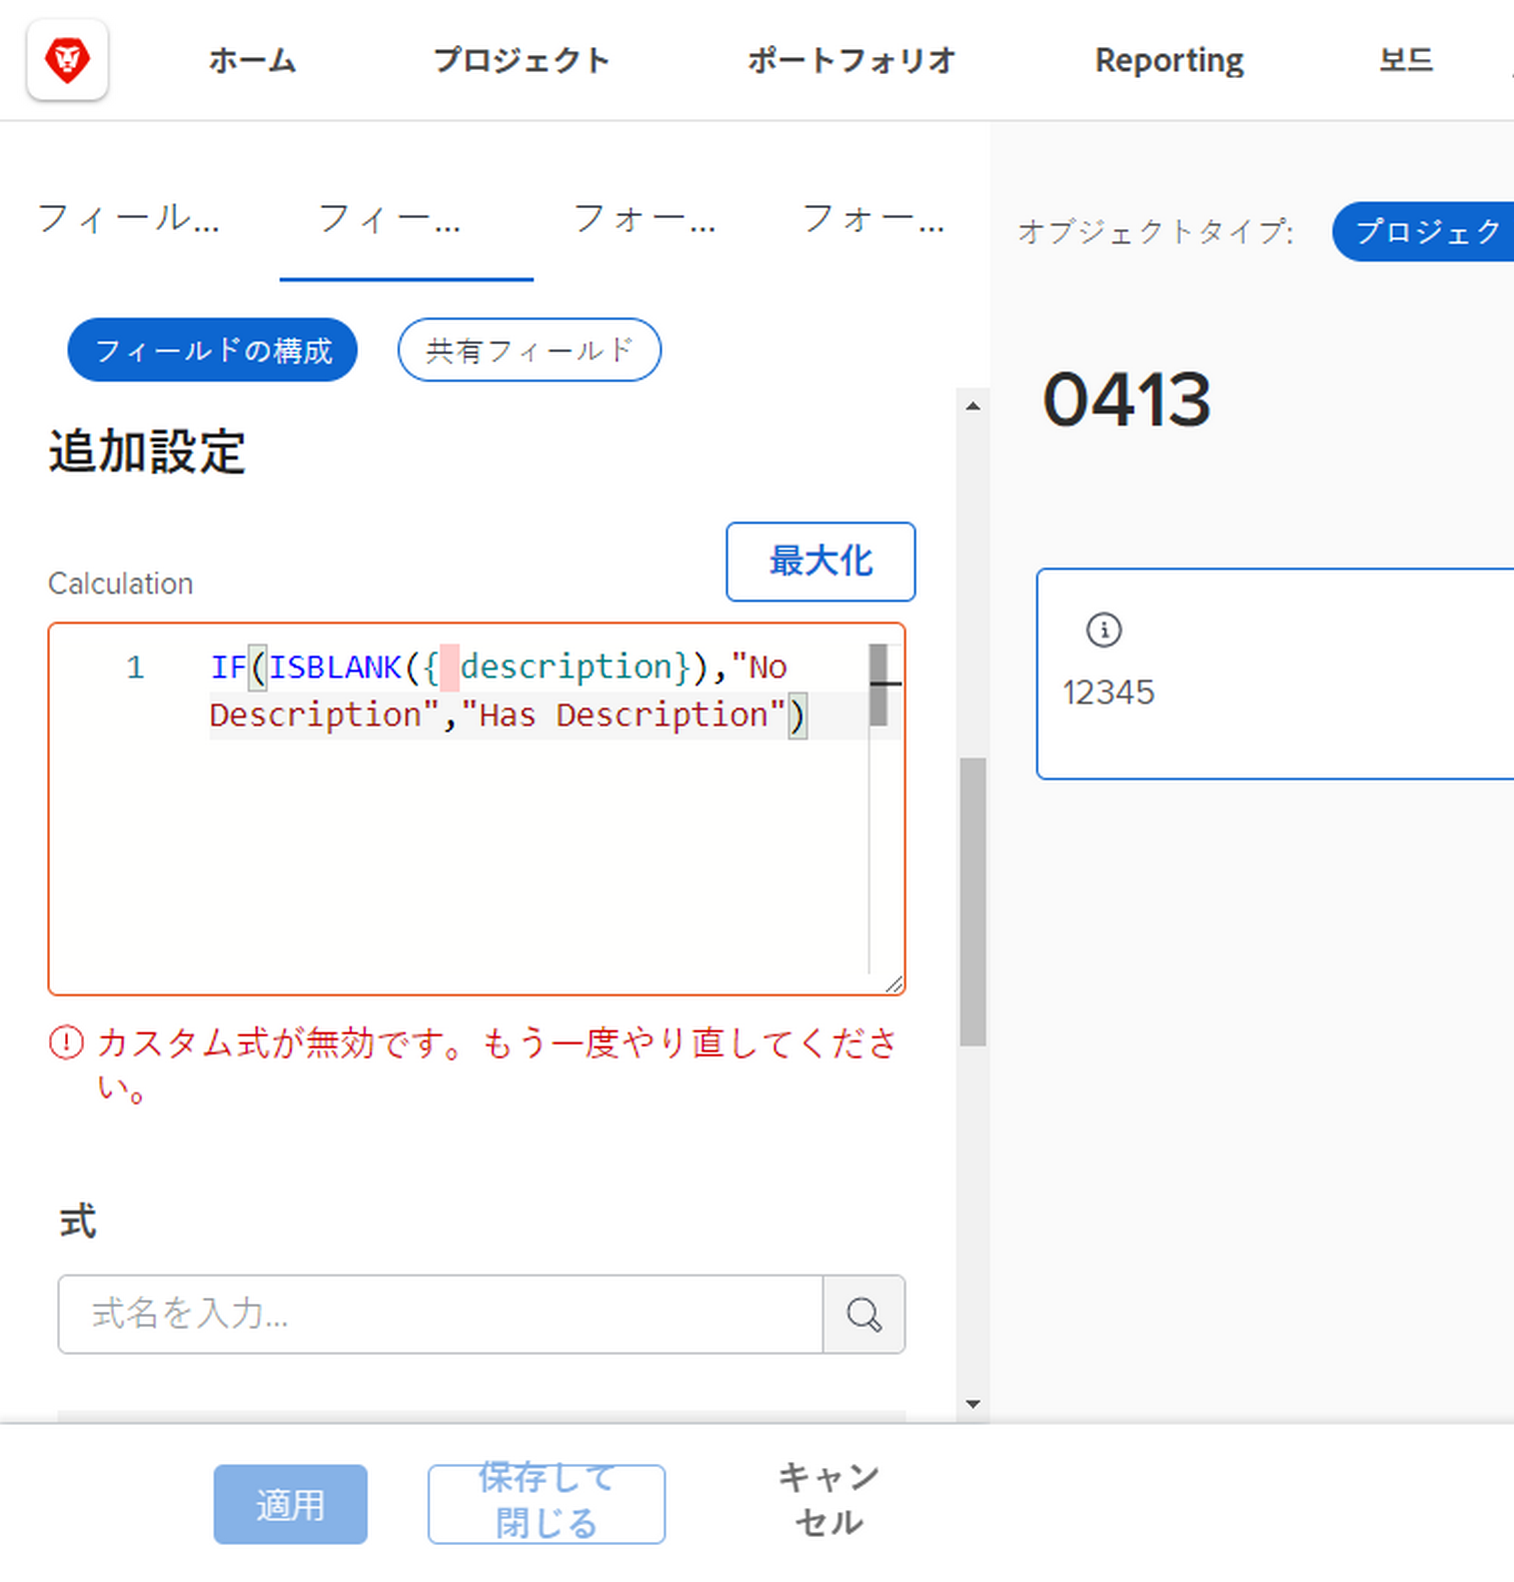 ホーム プロジェクト ポートフォリオ Reporting 보드
フィール... フィー... フォー... フォー...
オブジェクトタイプ: プロジェク
フィールドの構成 共有フィールド
0413
追加設定
最大化
Calculation
1 IF(ISBLANK({ description}),"No
Description","Has Description")
12345
カスタム式が無効です。もう一度やり直してくださ
い。
式
式名を入力...
適用
保存して
閉じる
キャン
セル